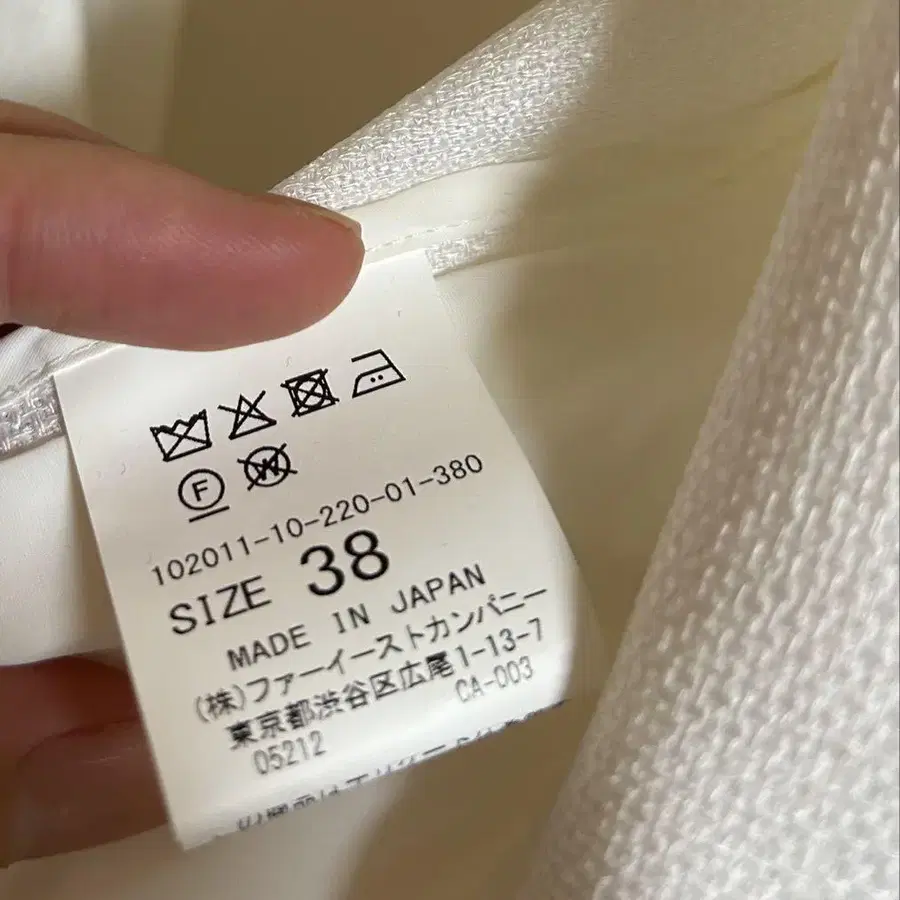 F
W
102011-10-220-01-380
SIZE 38
MADE IN JAPAN
(株)ファーイーストカンパニー
東京都渋谷区広尾1-13-7
05212 CA-003